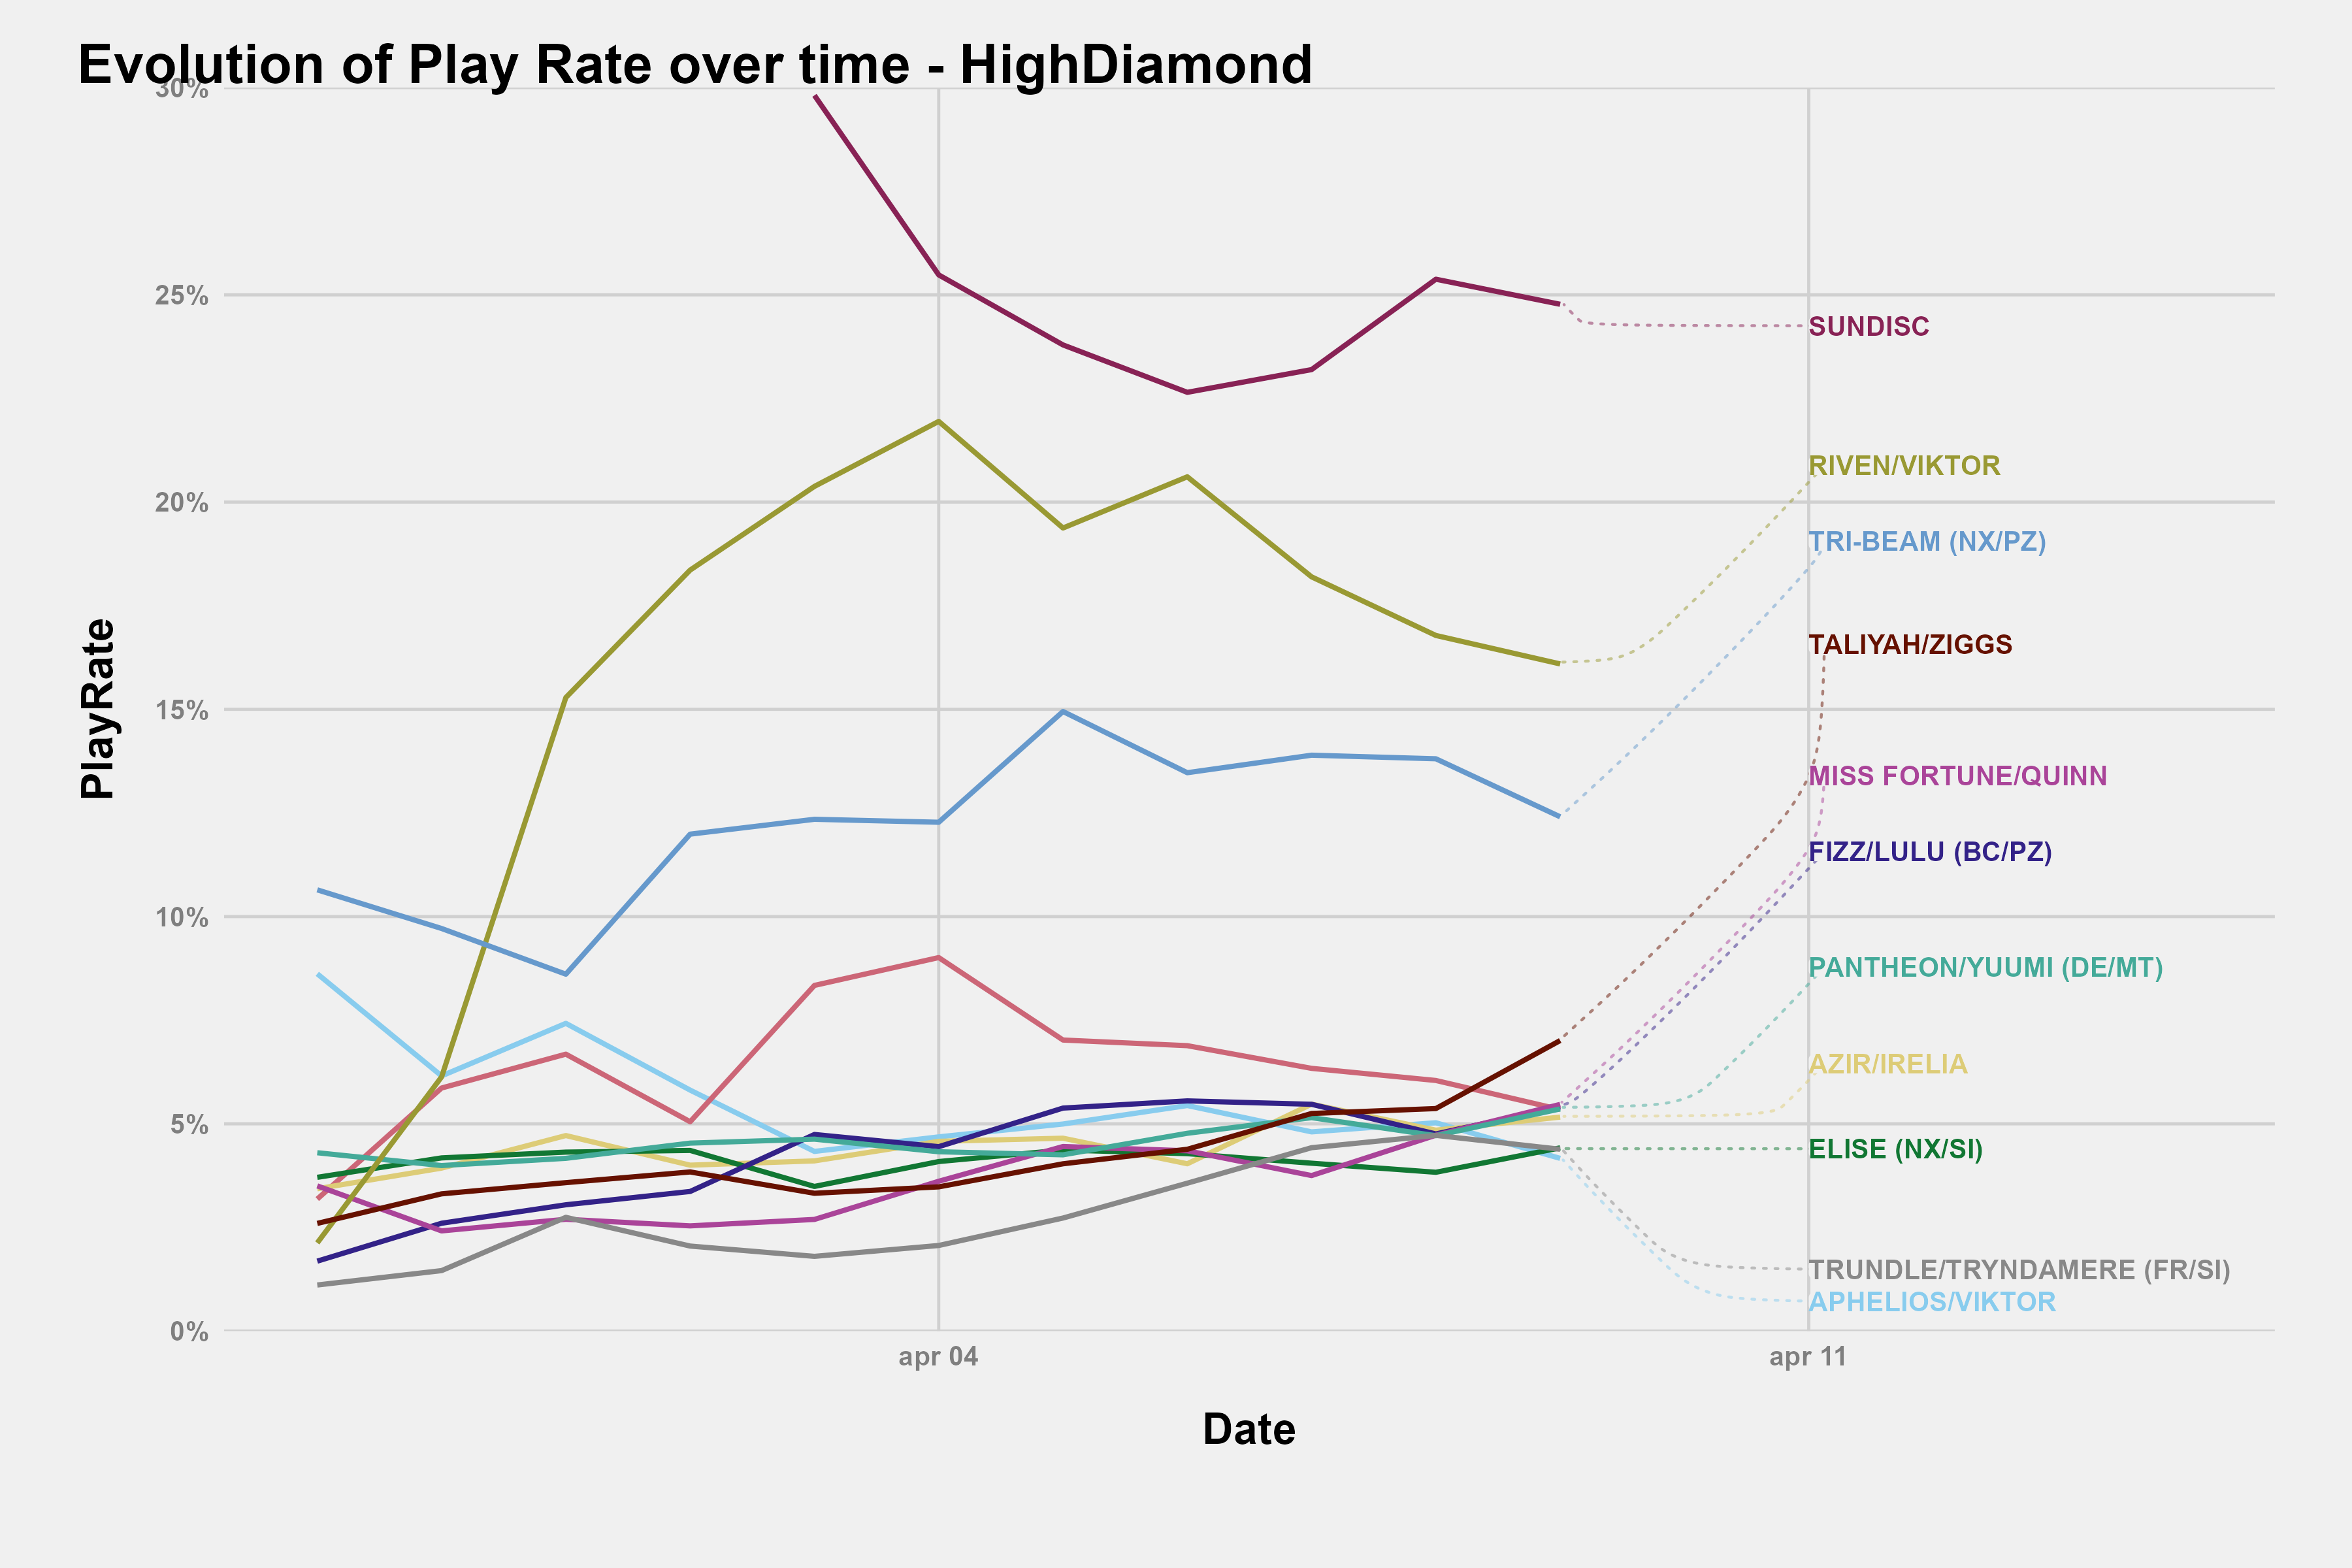 Evolution of Play Rate over time - HighDiamond
30%
25%
20%
15%
10%
5%
0%
PlayRate
SUNDISC
RIVEN/VIKTOR
TRI-BEAM (NX/PZ)
TALIYAH/ZIGGS
MISS FORTUNE/QUINN
FIZZ/LULU (BC/PZ)
PANTHEON/YUUMI (DE/MT)
AZIR/IRELIA
ELISE (NX/SI)
TRUNDLE/TRYNDAMERE (FR/SI)
APHELIOS/VIKTOR
apr 04
apr 11
Date